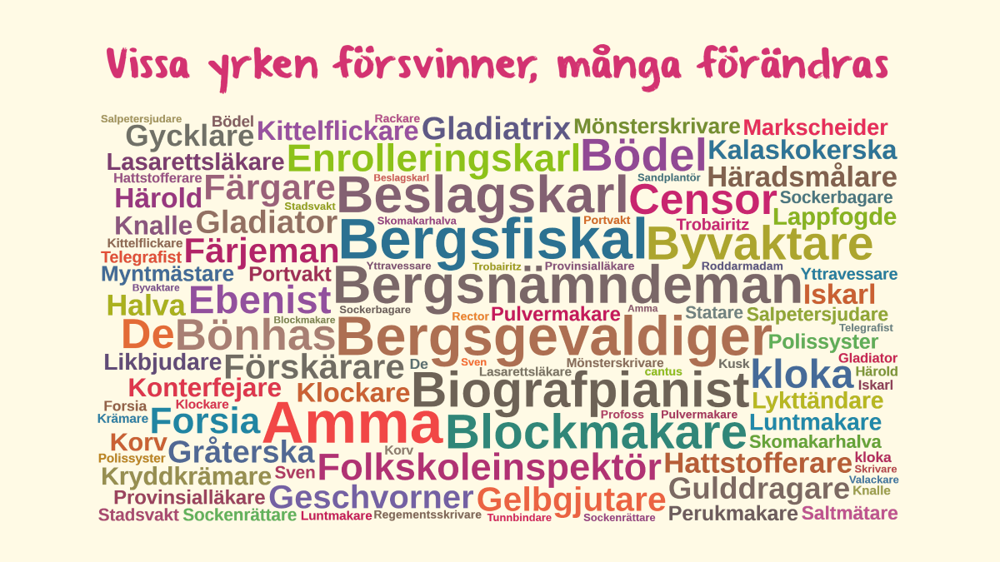 Vissa yrken försvinner, många förändras
Salpetersjudare Bödel Rackare
Gycklare Kittelflickare Gladiatrix Mönsterskrivare Markscheider
Lasarettsläkare Enrolleringskarl Bödel Kalaskokerska
Hattstofferare Färgare Beslagskarl Sandplantör Häradsmålare
Härold Stadsvakt Beslagskarl Censor Sockerbagare
Knalle Gladiator Skomakarhalva Portvakt Trobairitz Lappfogde
Kittelflickare Bergsfiskal Byvaktare
Telegrafist Färjeman
Myntmästare Portvakt Yttravessare Trobairitz Provinsialläkare Roddarmadam Yttravessare
Byvaktare Bergsnämndeman Iskarl
Halva Ebenist Sockerbagare Rector Pulvermakare Amma Statare Salpetersjudare
De Bönhas Blockmakare Bergsgevaldiger Telegrafist
Polissyster
Likbjudare Förskärare De Sven Lasarettsläkare Mönsterskrivare cantus Kusk kloka Gladiator
Härold
Konterfejare Klockare Biografpianist Iskarl
Forsia Klockare Lykttändare
Krämare Forsia Amma Blockmakare Profoss Pulvermakare Luntmakare
Korv Skomakarhalva
Polissyster Gråterska Korv Folkskoleinspektör Hattstofferare kloka
Kryddkrämare Sven Skrivare
Valackare
Provinsialläkare Geschvorner Gelbgjutare Gulddragare Knalle
Stadsvakt Sockenrättare Luntmakare Regementsskrivare Tunnbindare Sockenrättare Perukmakare Saltmätare